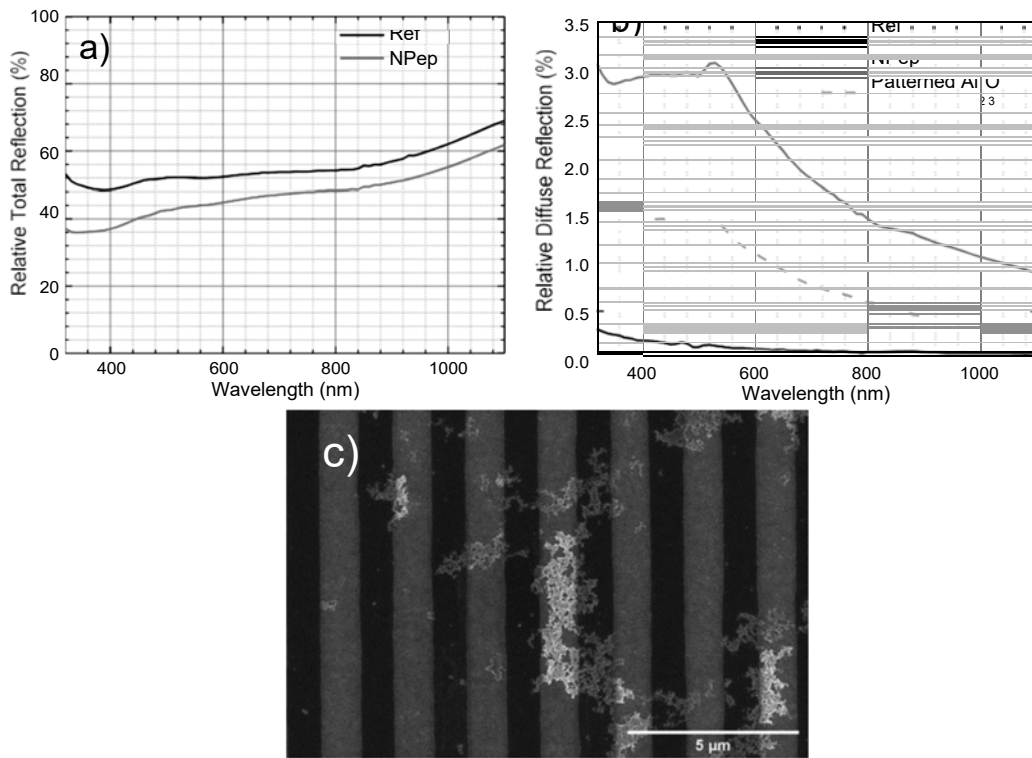 a)
Ref
NPep
100
80
60
40
20
0
400
600
800
1000
Relative Total Reflection (%)
Wavelength (nm)
b)
Ref
NPep
Patterned Al O
2 3
3.5
3.0
2.5
2.0
1.5
1.0
0.5
0.0
400
600
800
1000
Relative Diffuse Reflection (%)
Wavelength (nm)
c)
5 µm